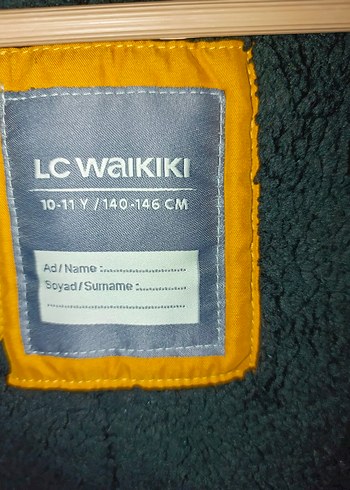 LC WAIKIKI
10-11 Y / 140-146 CM
Ad/Name :....................
Soyad/Surname :............
..............................